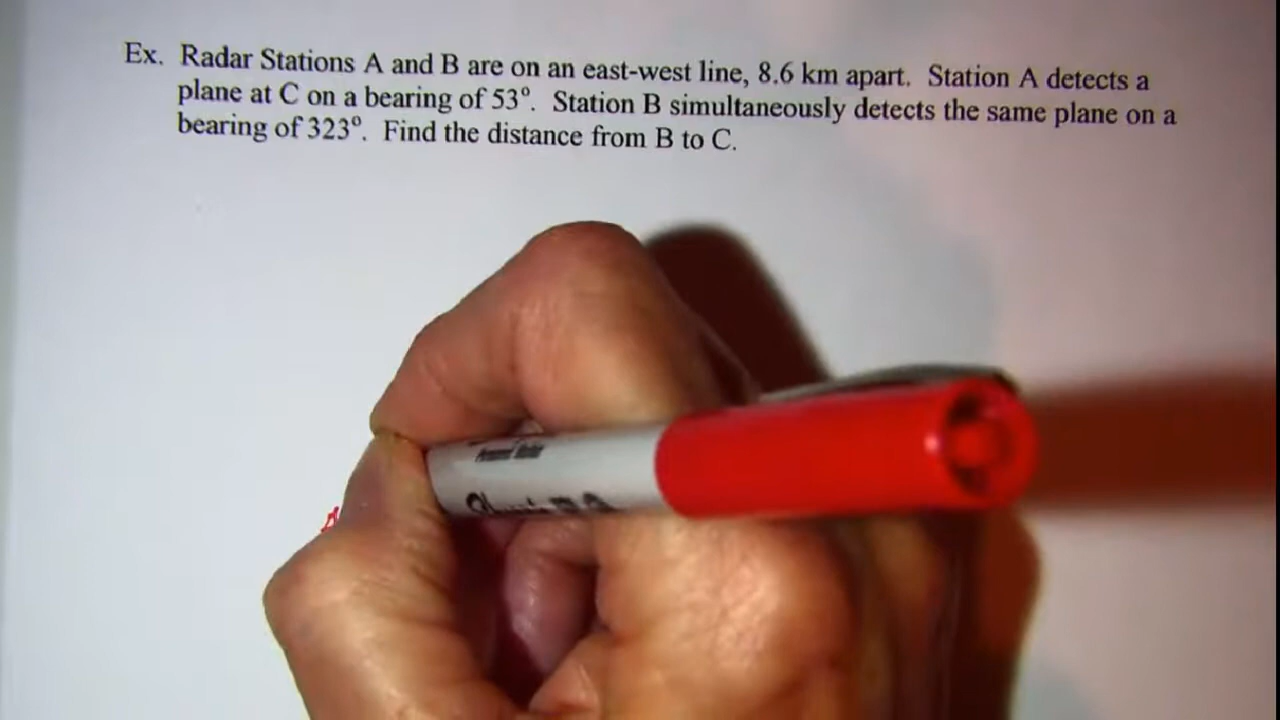 Ex. Radar Stations A and B are on an east-west line, 8.6 km apart. Station A detects a
plane at C on a bearing of 53°. Station B simultaneously detects the same plane on a
bearing of 323°. Find the distance from B to C.
A